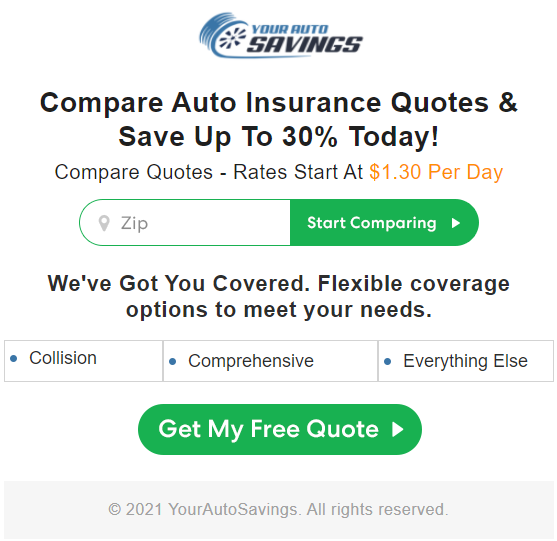 YOUR AUTO
SAVINGS
Compare Auto Insurance Quotes &
Save Up To 30% Today!
Compare Quotes - Rates Start At $1.30 Per Day
Zip
Start Comparing
We've Got You Covered. Flexible coverage
options to meet your needs.
Collision
Comprehensive
Everything Else
Get My Free Quote
© 2021 YourAutoSavings. All rights reserved.